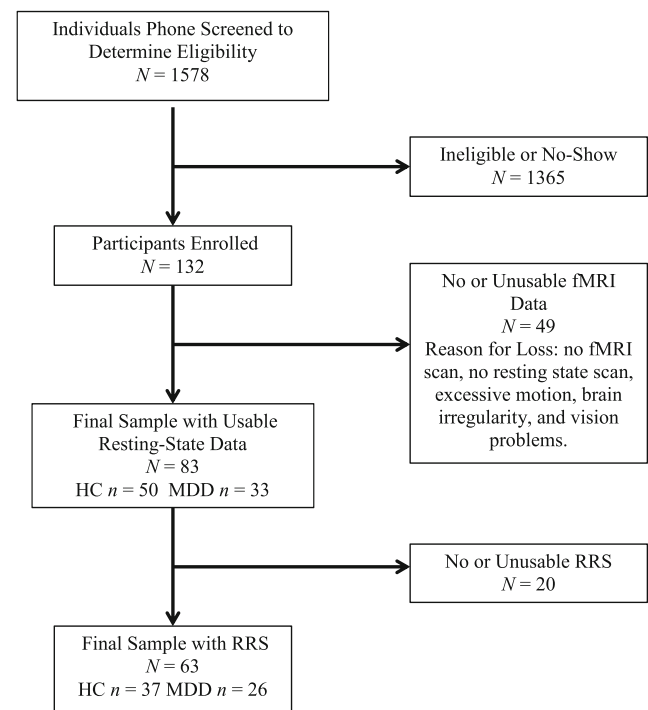 Individuals Phone Screened to
Determine Eligibility
N = 1578
Ineligible or No-Show
N = 1365
Participants Enrolled
N = 132
No or Unusable fMRI
Data
N = 49
Reason for Loss: no fMRI
scan, no resting state scan,
excessive motion, brain
irregularity, and vision
problems.
Final Sample with Usable
Resting-State Data
N = 83
HC n = 50 MDD n = 33
No or Unusable RRS
N = 20
Final Sample with RRS
N = 63
HC n = 37 MDD n = 26